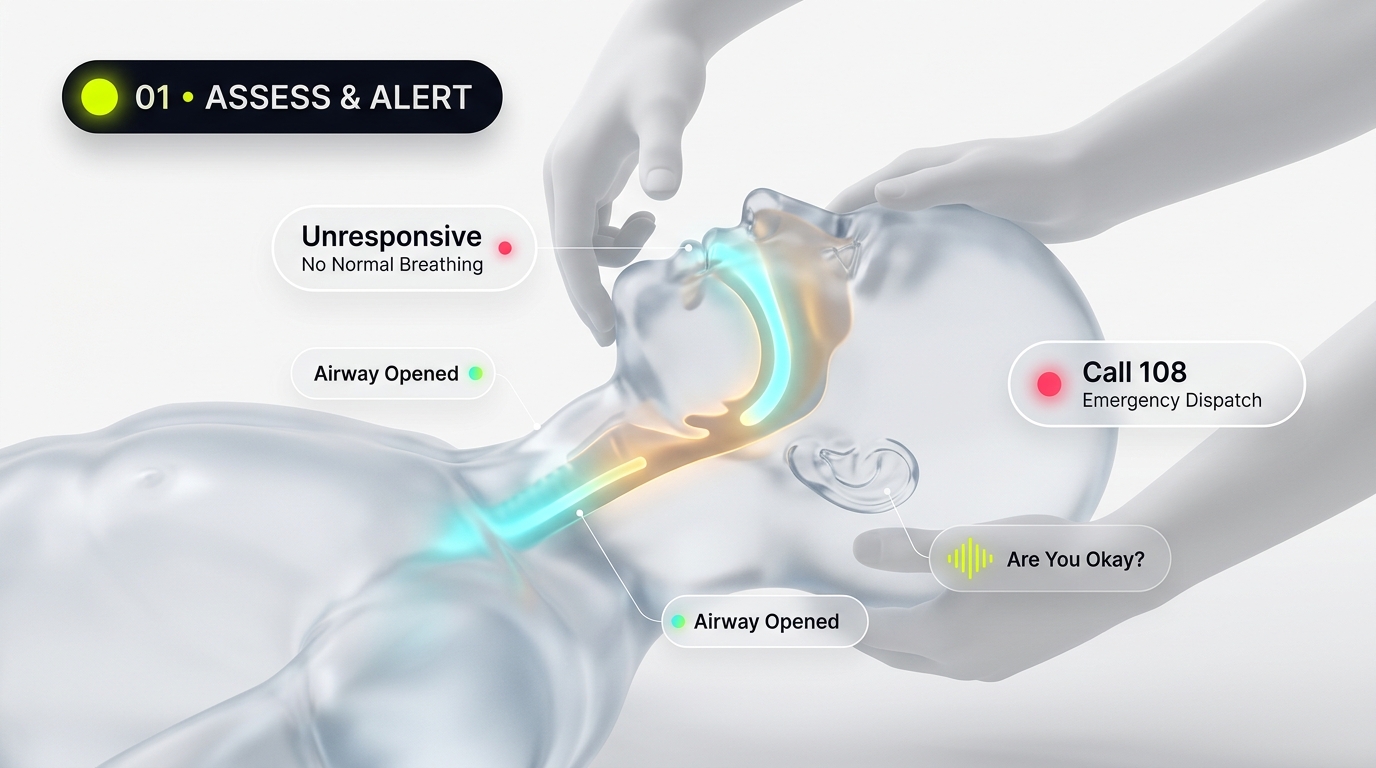 01 • ASSESS & ALERT
Unresponsive
No Normal Breathing
Airway Opened
Call 108
Emergency Dispatch
Are You Okay?
Airway Opened